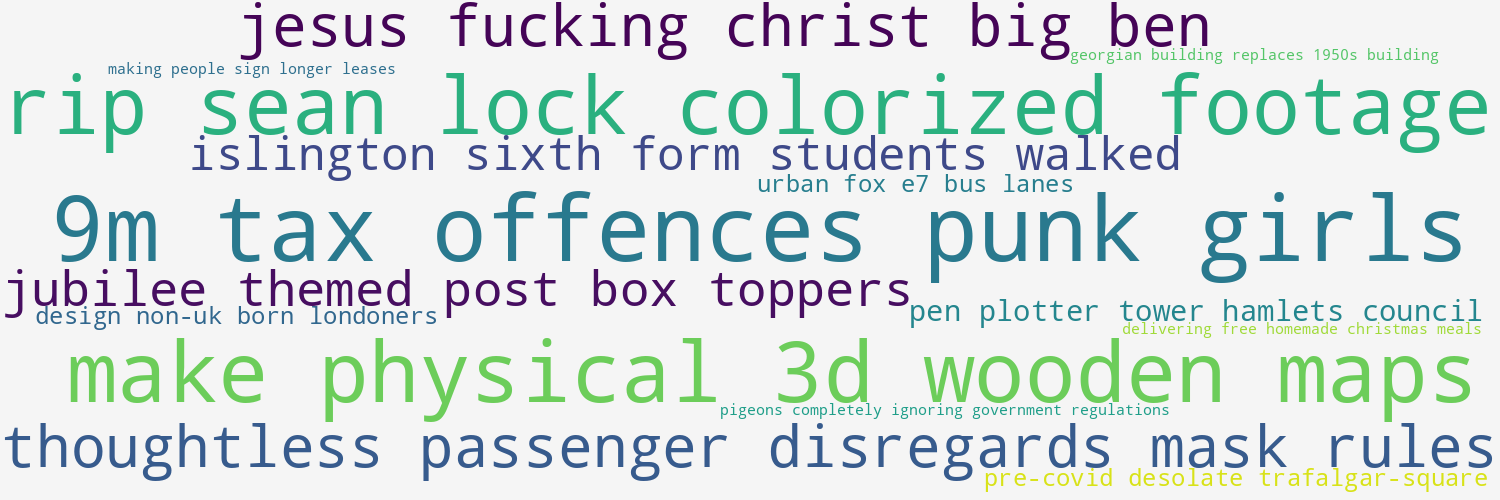 jesus fucking christ big ben
georgian building replaces 1950s building
making people sign longer leases
rip sean lock colorized footage
islington sixth form students walked
urban fox e7 bus lanes
9m tax offences punk girls
jubilee themed post box toppers
pen plotter tower hamlets council
design non-uk born londoners
delivering free homemade christmas meals
make physical 3d wooden maps
pigeons completely ignoring government regulations
thoughtless passenger disregards mask rules
pre-covid desolate trafalgar-square